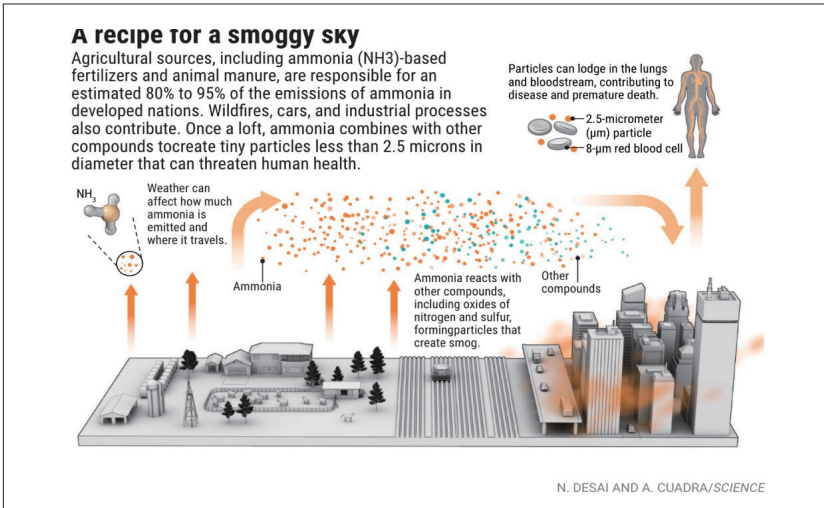 A recipe for a smoggy sky
Agricultural sources, including ammonia (NH3)-based
fertilizers and animal manure, are responsible for an
estimated 80% to 95% of the emissions of ammonia in
developed nations. Wildfires, cars, and industrial processes
also contribute. Once a loft, ammonia combines with other
compounds tocreate tiny particles less than 2.5 microns in
diameter that can threaten human health.
Particles can lodge in the lungs
and bloodstream, contributing to
disease and premature death.
2.5-micrometer
(μm) particle
8-μm red blood cell
NH3
Weather can
affect how much
ammonia is
emitted and
where it travels.
Ammonia
Ammonia reacts with
other compounds,
including oxides of
nitrogen and sulfur,
formingparticles that
create smog.
Other
compounds
N. DESAI AND A. CUADRA/SCIENCE